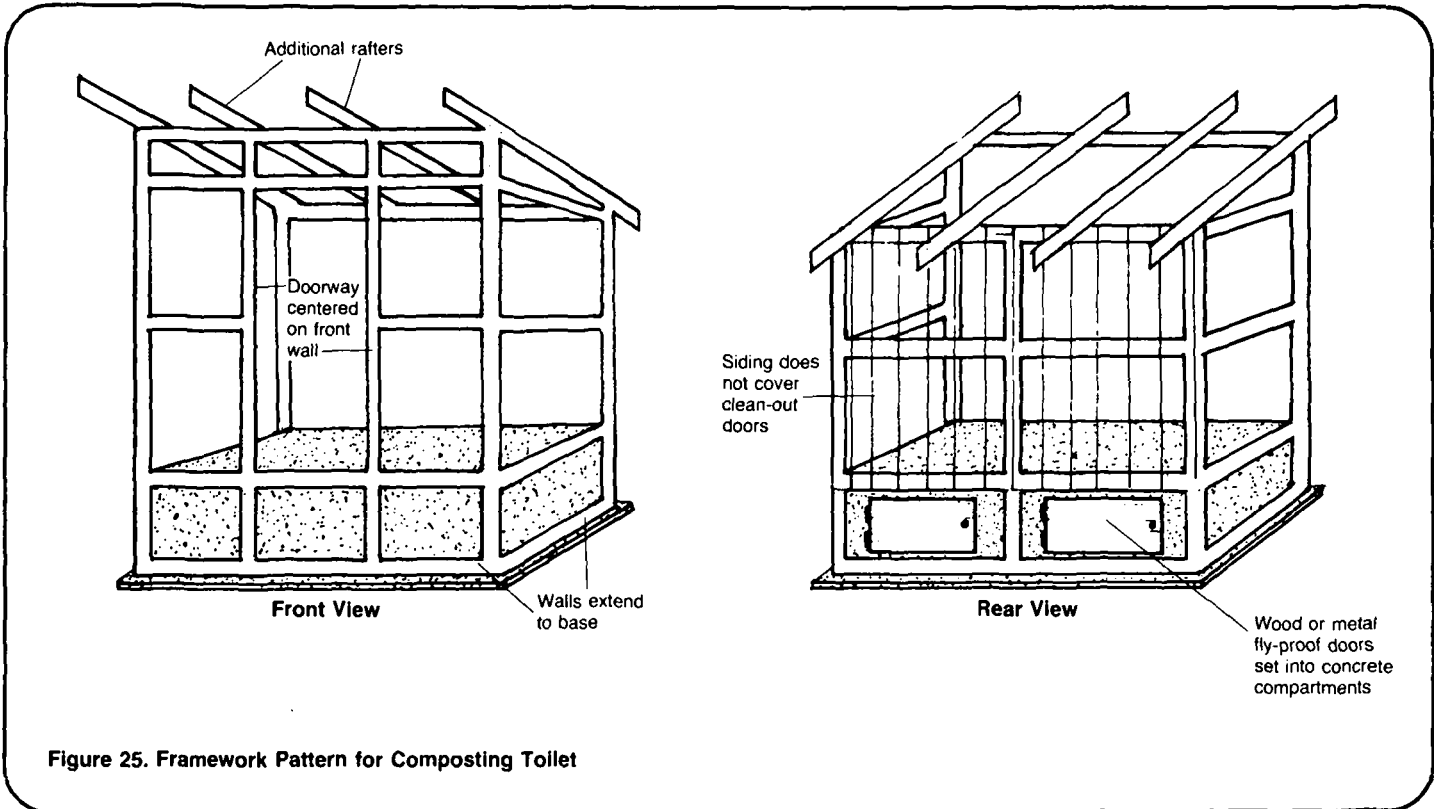 Additional rafters
Doorway
centered
on front
wall
Walls extend
to base
Front View
Siding does
not cover
clean-out
doors
Rear View
Wood or metal
fly-proof doors
set into concrete
compartments
Figure 25. Framework Pattern for Composting Toilet